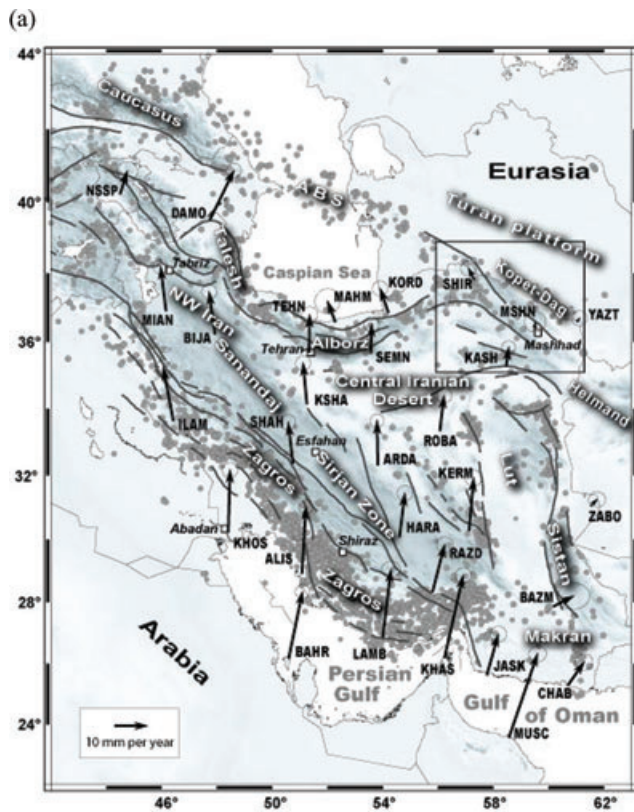 (a)
44°
Caucasus
Eurasia
40°
NSSP
DAMO
ABS
Turan platform
Talesh
Tabriz
Caspian Sea
Kopet-Dag
KORD
SHIR
MAHM
TEHN
MSHN
YAZT
NW Iran
MIAN
36°
BIJA
Alborz
Mashhad
Tehran
SEMN
KASH
Sanandaj
KSHA
Central Iranian
Desert
Helmand
ILAM
SHAH
Esfahan
ROBA
ARDA
32°
Zagros
Sirjan Zone
KERM
Lut
Abadan
KHOS
HARA
ZABO
Sistan
Shiraz
ALIS
RAZD
28°
Zagros
BAZM
Arabia
Makran
BAHR
LAMB
KHAS
JASK
Persian
Gulf
CHAB
Gulf
of Oman
24°
MUSC
10 mm per year
46°
50°
54°
58°
62°